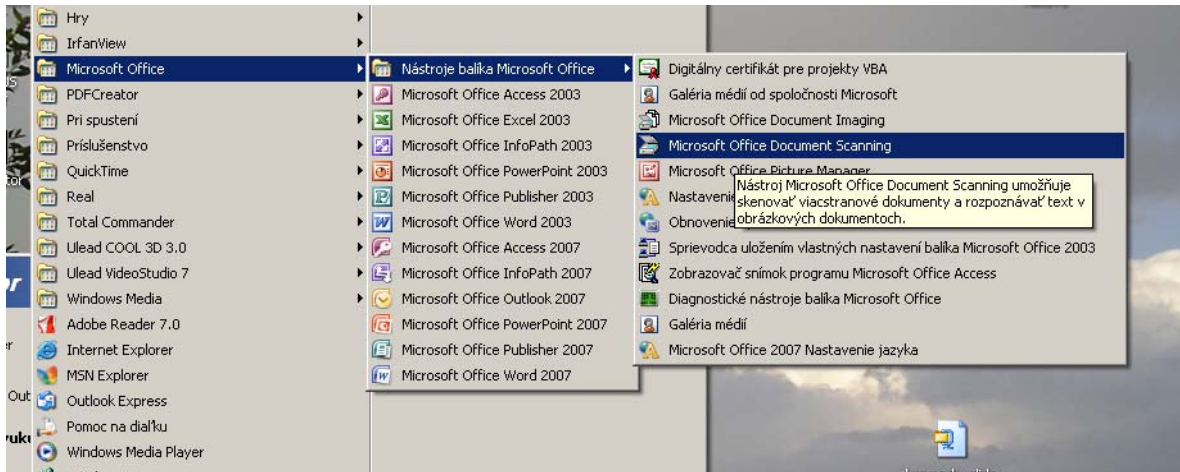 Hry
IrfanView
Microsoft Office
PDFCreator
Pri spustení
Príslušenstvo
QuickTime
Real
Total Commander
Ulead COOL 3D 3.0
Ulead VideoStudio 7
Windows Media
Adobe Reader 7.0
Internet Explorer
MSN Explorer
Outlook Express
Pomoc na diaľku
Windows Media Player
Nástroje balíka Microsoft Office
Microsoft Office Access 2003
Microsoft Office Excel 2003
Microsoft Office InfoPath 2003
Microsoft Office PowerPoint 2003
Microsoft Office Publisher 2003
Microsoft Office Word 2003
Microsoft Office Access 2007
Microsoft Office InfoPath 2007
Microsoft Office Outlook 2007
Microsoft Office PowerPoint 2007
Microsoft Office Publisher 2007
Microsoft Office Word 2007
Digitálny certifikát pre projekty VBA
Galéria médií od spoločnosti Microsoft
Microsoft Office Document Imaging
Microsoft Office Document Scanning
Microsoft Office Picture Manager
Nastavenie
Nástroj Microsoft Office Document Scanning umožňuje
skenovať viacstranové dokumenty a rozpoznávať text v
obrázkových dokumentoch.
Obnovenie
Sprievodca uložením vlastných nastavení balíka Microsoft Office 2003
Zobrazovač snímok programu Microsoft Office Access
Diagnostické nástroje balíka Microsoft Office
Galéria médií
Microsoft Office 2007 Nastavenie jazyka
Out